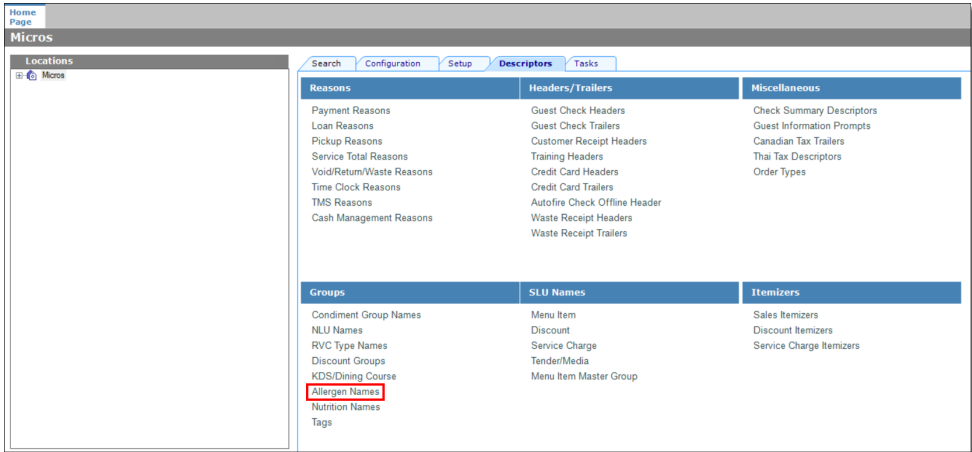 Home
Page
Micros
Locations
Micros
Search Configuration Setup Descriptors Tasks
Reasons
Payment Reasons
Loan Reasons
Pickup Reasons
Service Total Reasons
Void/Return/Waste Reasons
Time Clock Reasons
TMS Reasons
Cash Management Reasons
Headers/Trailers
Guest Check Headers
Guest Check Trailers
Customer Receipt Headers
Training Headers
Credit Card Headers
Credit Card Trailers
Autofire Check Offline Header
Waste Receipt Headers
Waste Receipt Trailers
Miscellaneous
Check Summary Descriptors
Guest Information Prompts
Canadian Tax Trailers
Thai Tax Descriptors
Order Types
Groups
Condiment Group Names
NLU Names
RVC Type Names
Discount Groups
KDS/Dining Course
Allergen Names
Nutrition Names
Tags
SLU Names
Menu Item
Discount
Service Charge
Tender/Media
Menu Item Master Group
Itemizers
Sales Itemizers
Discount Itemizers
Service Charge Itemizers